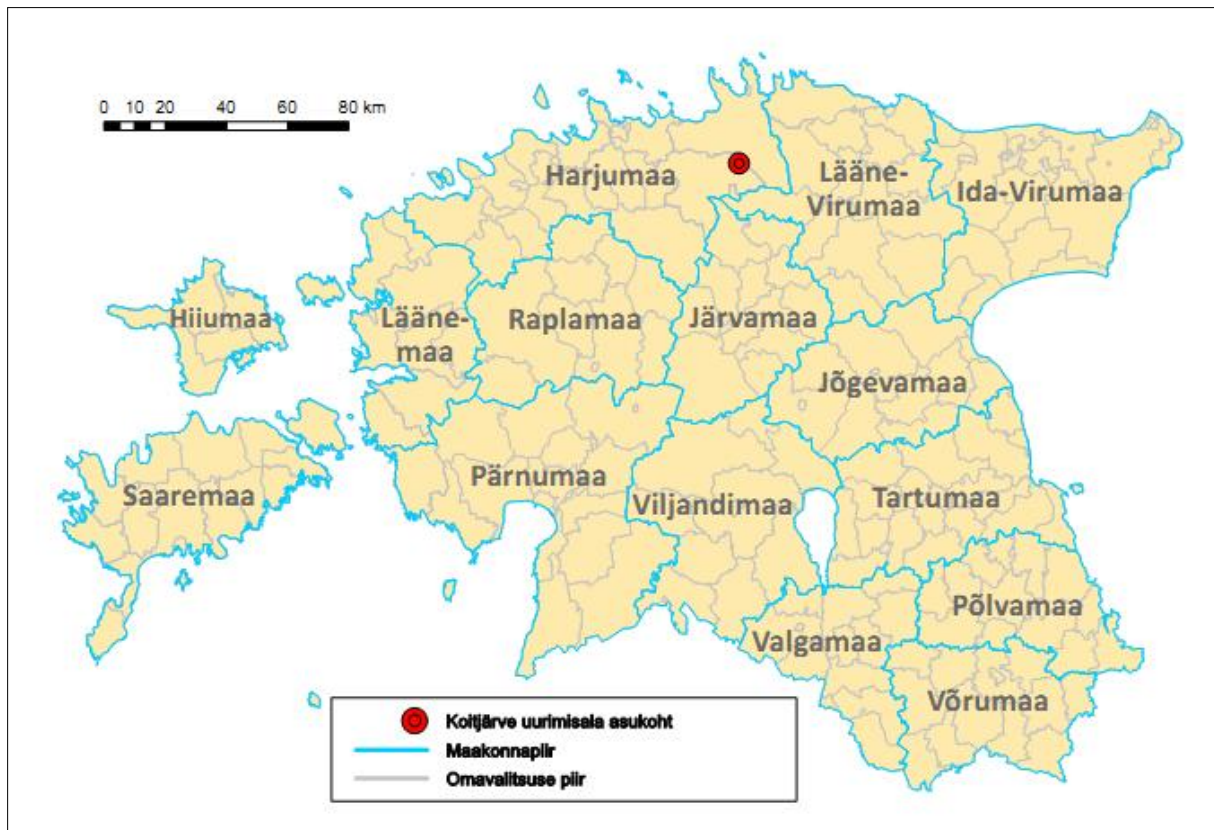 0 10 20 40 60 80 km
Harjumaa
Lääne-
Virumaa
Ida-Virumaa
Hiiumaa
Lääne-
maa
Raplamaa
Järvamaa
Jõgevamaa
Saaremaa
Pärnumaa
Viljandimaa
Tartumaa
Põlvamaa
Valgamaa
Võrumaa
Koitjärve uurimisala asukoht
Maakonnapiir
Omavalitsuse piir